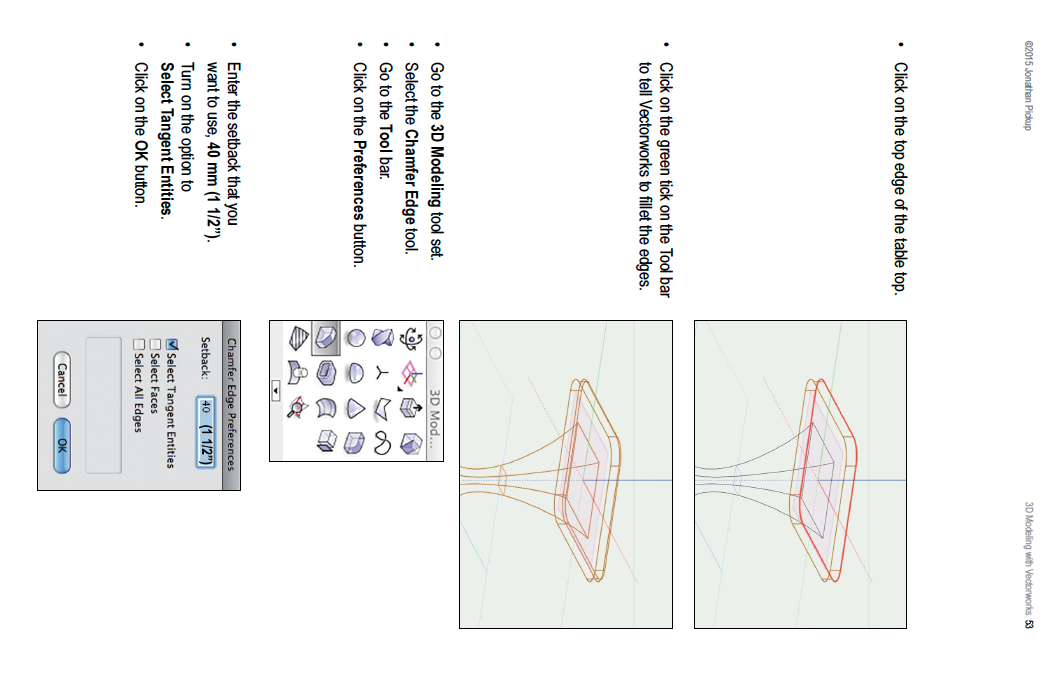 ©2015 Jonathan Pickup
3D Modeling with Vectorworks 53
• Click on the top edge of the table top.
• Click on the green tick on the Tool bar
to tell Vectorworks to fillet the edges.
• Go to the 3D Modeling tool set.
• Select the Chamfer Edge tool.
• Go to the Tool bar.
• Click on the Preferences button.
3D Mod...
• Enter the setback that you
want to use, 40 mm (1 1/2”).
• Turn on the option to
Select Tangent Entities.
• Click on the OK button.
Chamfer Edge Preferences
Setback: 40 (1 1/2”)
Select Tangent Entities
Select Faces
Select All Edges
Cancel OK